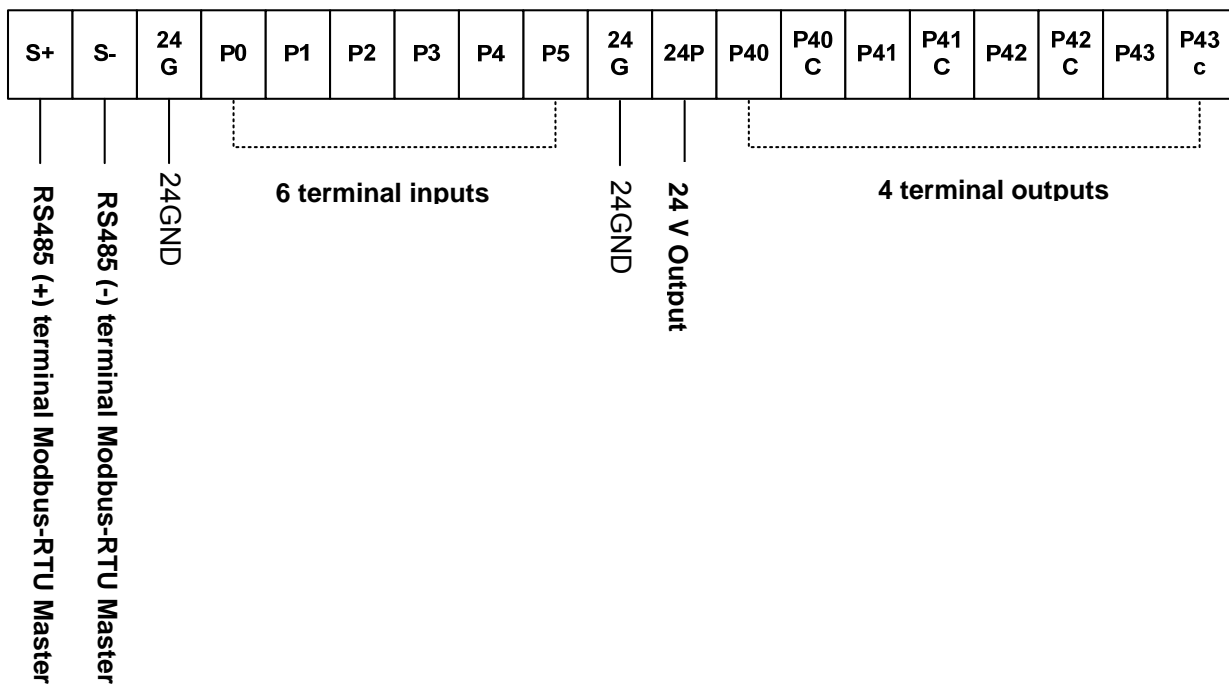 S+ S- 24 G P0 P1 P2 P3 P4 P5 24 G 24P P40 P40 C P41 P41 C P42 P42 C P43 P43 c
RS485 (+) terminal Modbus-RTU Master
RS485 (-) terminal Modbus-RTU Master
24GND
6 terminal inputs
24GND
24 V Output
4 terminal outputs